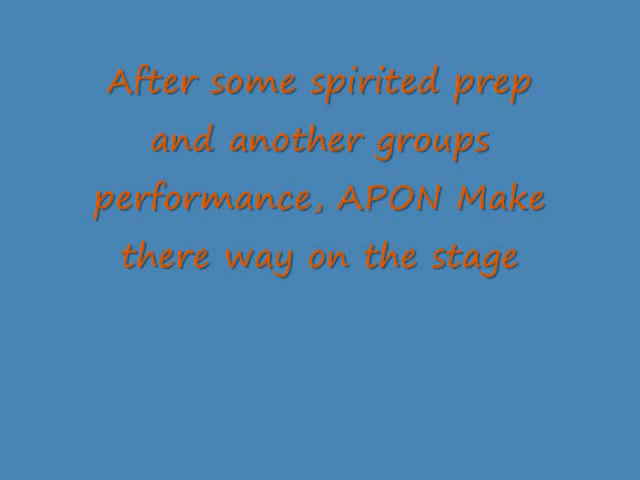 After some spirited prep
and another groups
performance, APON Make
there way on the stage